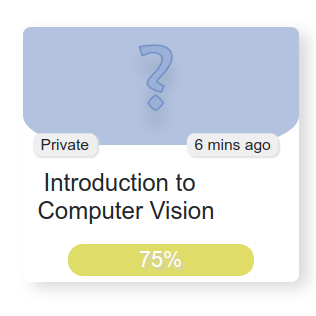 ?
Private
6 mins ago
Introduction to
Computer Vision
75%